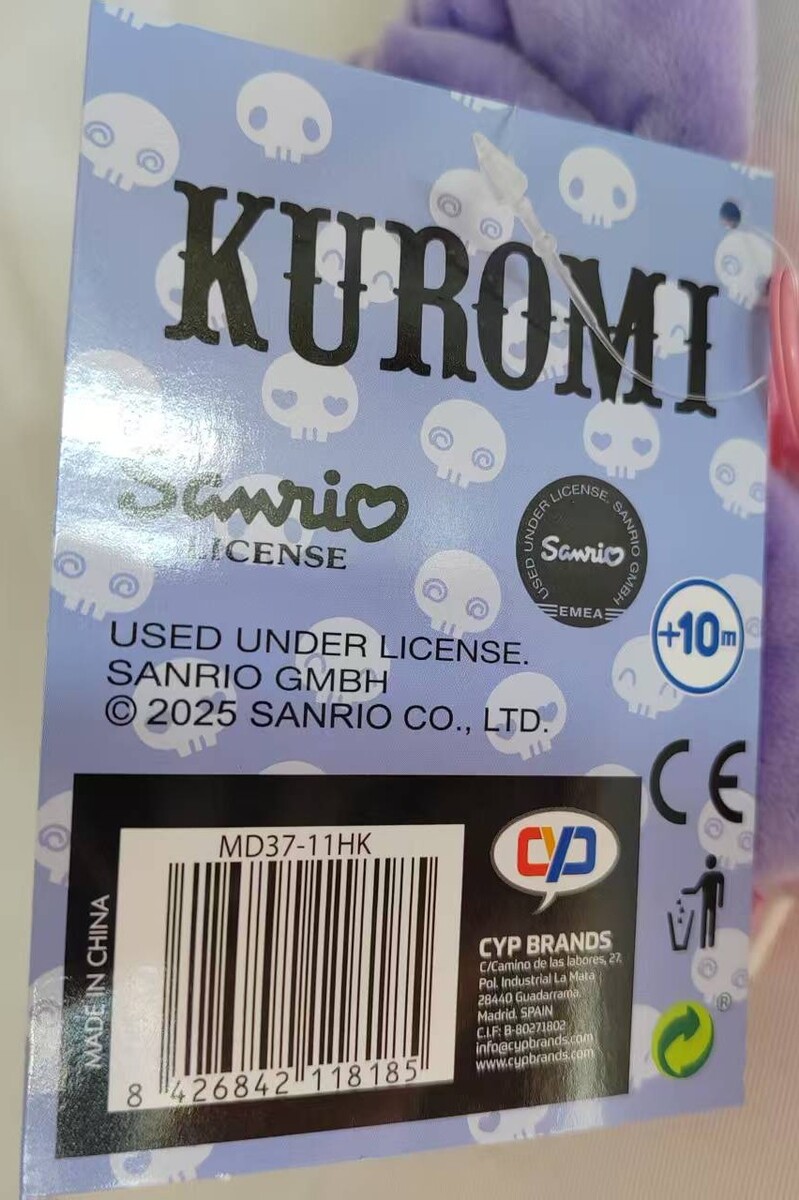 KUROMI
Sanrio
LICENSE
USED UNDER LICENSE. SANRIO GMBH
Sanrio
EMEA
+10m
USED UNDER LICENSE.
SANRIO GMBH
© 2025 SANRIO CO., LTD.
CE
MADE IN CHINA
MD37-11HK
8 426842 118185
CYP
CYP BRANDS
C/Camino de las labores, 27.
Pol. Industrial La Mata
28440 Guadarrama.
Madrid. SPAIN
C.I.F: B-80271802
info@cypbrands.com
www.cypbrands.com
®